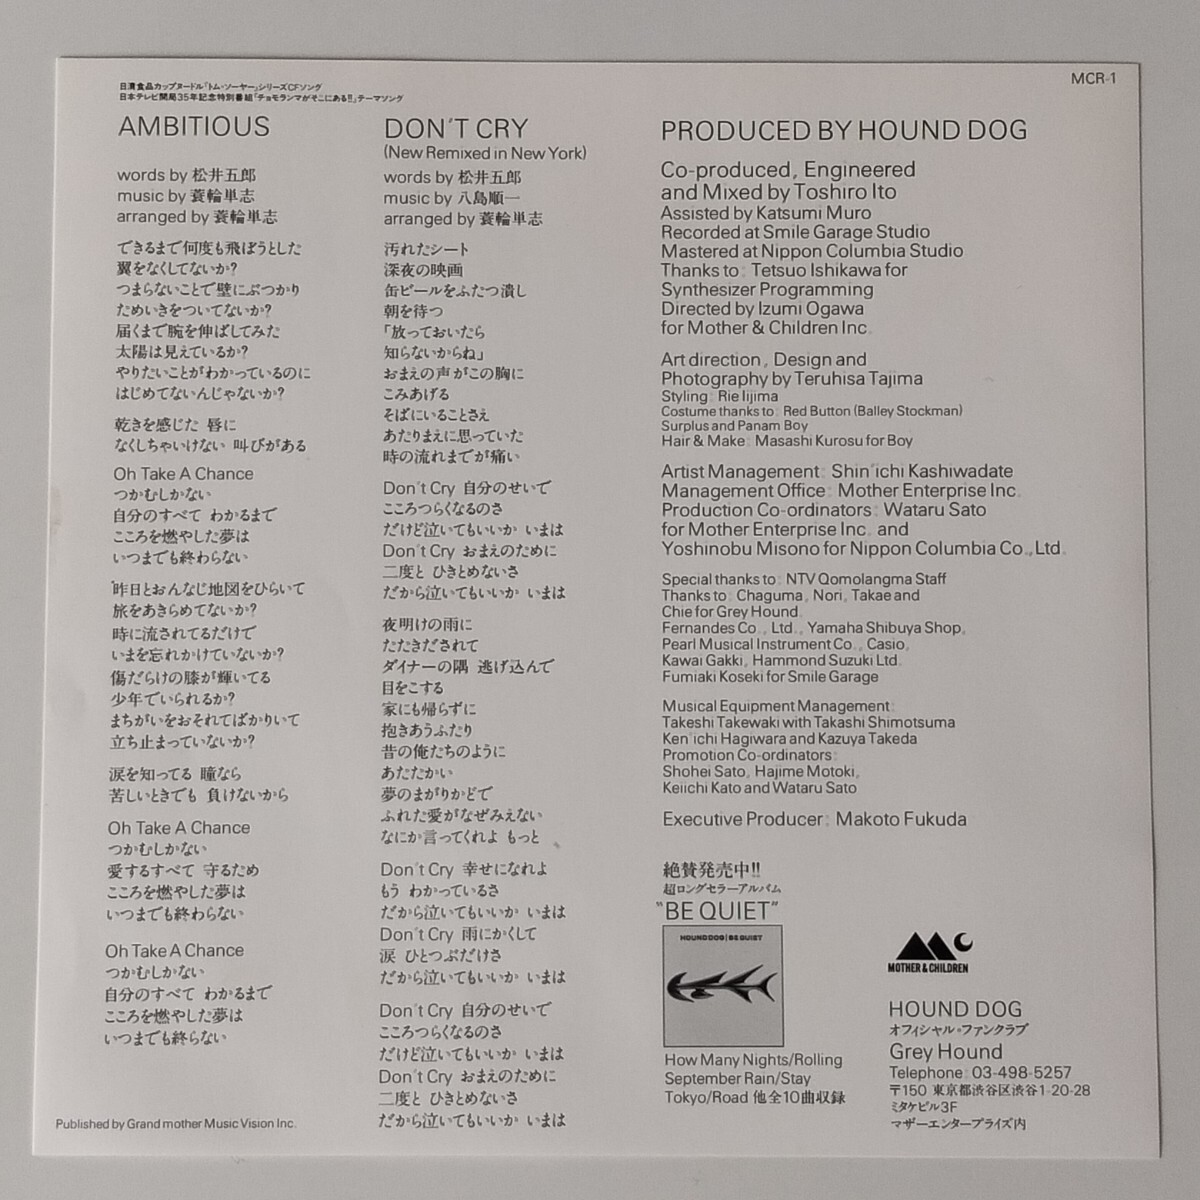 MCR-1
日清食品カップヌードル「トム・ソーヤー」シリーズCFソング
日本テレビ開局35年記念特別番組「チョモランマがそこにある!!」テーマソング
AMBITIOUS
words by 松井五郎
music by 蓑輪単志
arranged by 蓑輪単志
できるまで何度も飛ぼうとした
翼をなくしてないか?
つまらないことで壁にぶつかり
ためいきをついてないか?
届くまで腕を伸ばしてみた
太陽は見えているか?
やりたいことがわかっているのに
はじめてないんじゃないか?
乾きを感じた 唇に
なくしちゃいけない 叫びがある
Oh Take A Chance
つかむしかない
自分のすべて わかるまで
こころを燃やした夢は
いつまでも終わらない
昨日とおんなじ地図をひらいて
旅をあきらめてないか?
時に流されてるだけで
いまを忘れかけていないか?
傷だらけの膝が輝いてる
少年でいられるか?
まちがいをおそれてばかりいて
立ち止まっていないか?
涙を知ってる 瞳なら
苦しいときでも 負けないから
Oh Take A Chance
つかむしかない
愛するすべて 守るため
こころを燃やした夢は
いつまでも終わらない
Oh Take A Chance
つかむしかない
自分のすべて わかるまで
こころを燃やした夢は
いつまでも終らない
Published by Grand mother Music Vision Inc.
DON'T CRY
(New Remixed in New York)
words by 松井五郎
music by 八島順一
arranged by 蓑輪単志
汚れたシート
深夜の映画
缶ビールをふたつ潰し
朝を待つ
「放っておいたら
知らないからね」
おまえの声がこの胸に
こみあげる
そばにいることさえ
あたりまえに思っていた
時の流れまでが痛い
Don't Cry 自分のせいで
こころつらくなるのさ
だけど泣いてもいいか いまは
Don't Cry おまえのために
二度と ひきとめないさ
だから泣いてもいいか いまは
夜明けの雨に
たたきだされて
ダイナーの隅 逃げ込んで
目をこする
家にも帰らずに
抱きあうふたり
昔の俺たちのように
あたたかい
夢のまがりかどで
ふれた愛がなぜみえない
なにか言ってくれよ もっと
Don't Cry 幸せになれよ
もう わかっているさ
だから泣いてもいいか いまは
Don't Cry 雨にかくして
涙 ひとつぶだけさ
だから泣いてもいいか いまは
Don't Cry 自分のせいで
こころつらくなるのさ
だけど泣いてもいいか いまは
Don't Cry おまえのために
二度と ひきとめないさ
だから泣いてもいいか いまは
PRODUCED BY HOUND DOG
Co-produced, Engineered
and Mixed by Toshiro Ito
Assisted by Katsumi Muro
Recorded at Smile Garage Studio
Mastered at Nippon Columbia Studio
Thanks to: Tetsuo Ishikawa for
Synthesizer Programming
Directed by Izumi Ogawa
for Mother & Children Inc.
Art direction, Design and
Photography by Teruhisa Tajima
Styling: Rie Iijima
Costume thanks to: Red Button (Balley Stockman)
Surplus and Panam Boy
Hair & Make: Masashi Kurosu for Boy
Artist Management: Shin'ichi Kashiwadate
Management Office: Mother Enterprise Inc.
Production Co-ordinators: Wataru Sato
for Mother Enterprise Inc. and
Yoshinobu Misono for Nippon Columbia Co., Ltd.
Special thanks to: NTV Qomolangma Staff
Thanks to: Chaguma, Nori, Takae and
Chie for Grey Hound.
Fernandes Co., Ltd., Yamaha Shibuya Shop,
Pearl Musical Instrument Co., Casio,
Kawai Gakki, Hammond Suzuki Ltd.
Fumiaki Koseki for Smile Garage
Musical Equipment Management:
Takeshi Takewaki with Takashi Shimotsuma
Ken'ichi Hagiwara and Kazuya Takeda
Promotion Co-ordinators:
Shohei Sato, Hajime Motoki,
Keiichi Kato and Wataru Sato
Executive Producer: Makoto Fukuda
絶賛発売中!!
超ロングセラーアルバム
"BE QUIET"
HOUND DOG | BE QUIET
How Many Nights/Rolling
September Rain/Stay
Tokyo/Road 他全10曲収録
MOTHER & CHILDREN
HOUND DOG
オフィシャル・ファンクラブ
Grey Hound
Telephone: 03-498-5257
〒150 東京都渋谷区渋谷1-20-28
ミタケビル3F
マザーエンタープライズ内